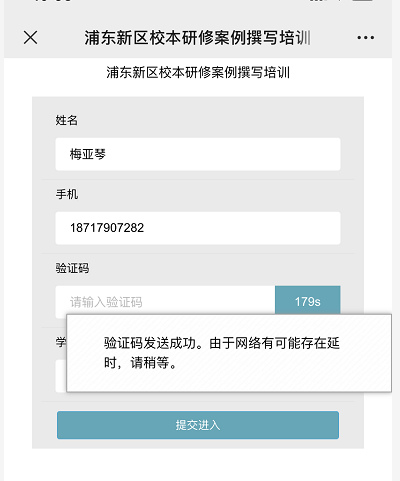 浦东新区校本研修案例撰写培训
浦东新区校本研修案例撰写培训
姓名
梅亚琴
手机
18717907282
验证码
请输入验证码
179s
学
验证码发送成功。由于网络有可能存在延
时，请稍等。
提交进入